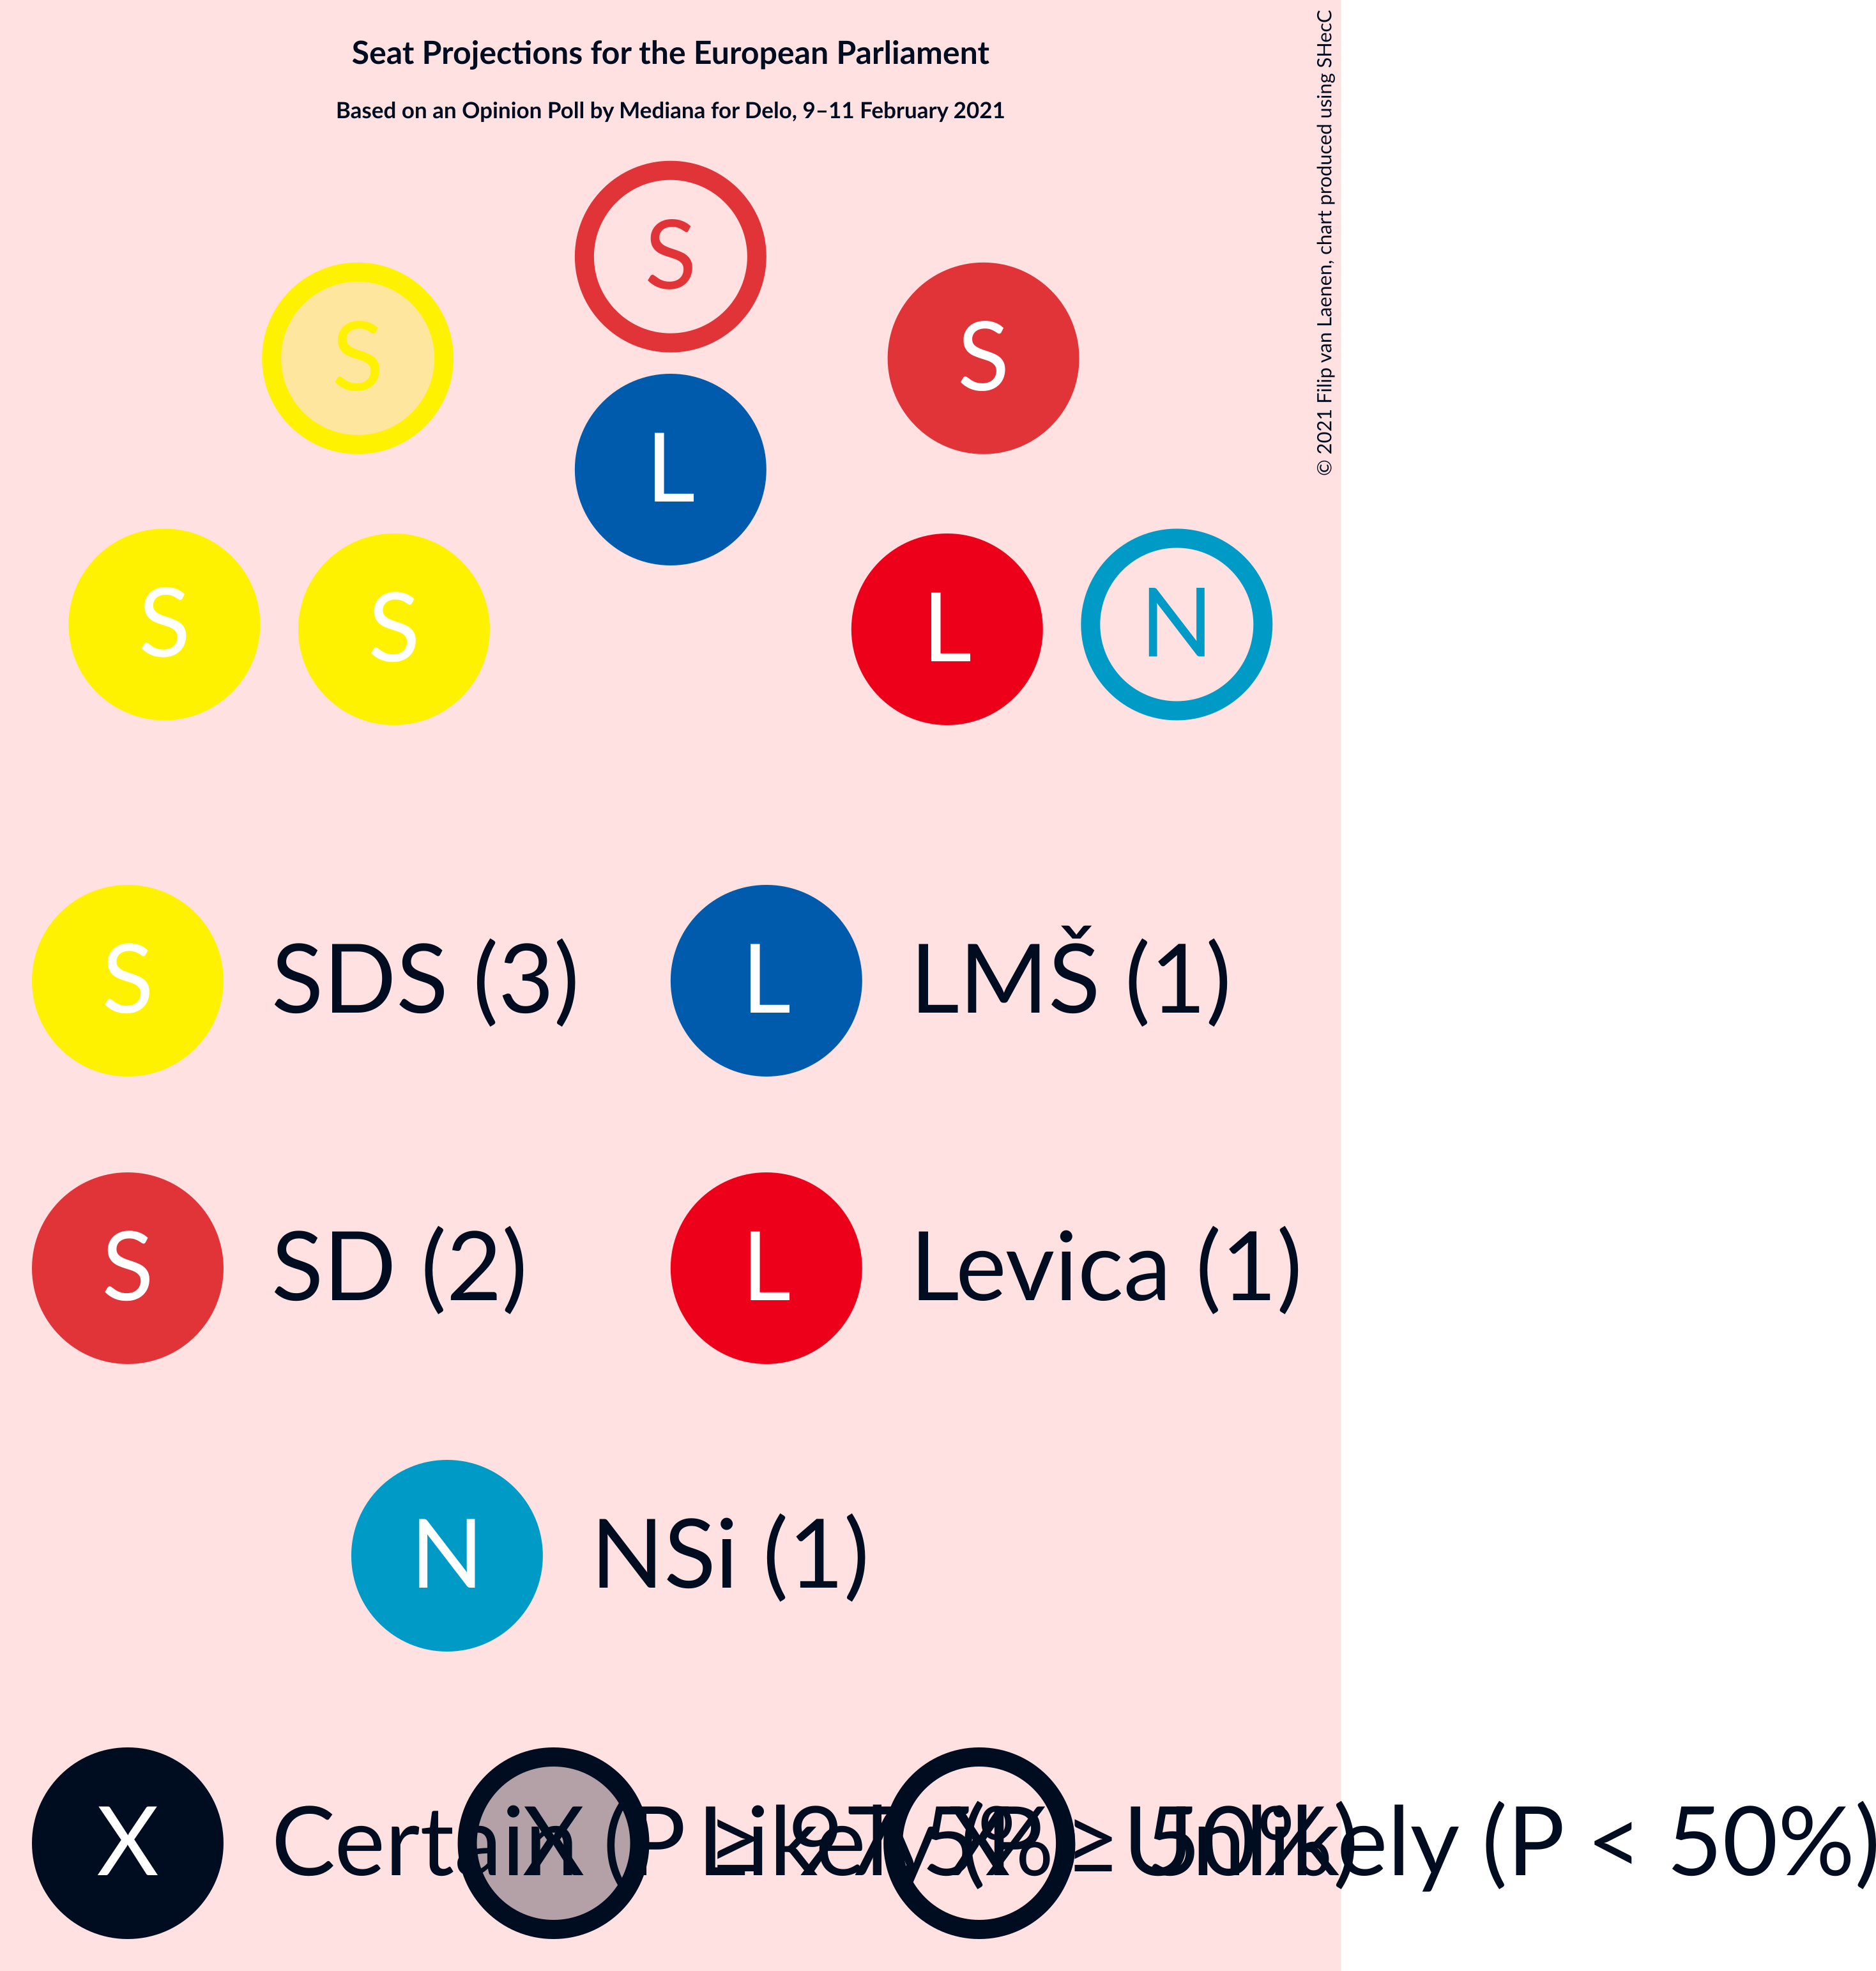 Seat Projections for the European Parliament
Based on an Opinion Poll by Mediana for Delo, 9–11 February 2021
© 2021 Filip van Laenen, chart produced using SHecC
S
S
S
L
S
S
L
N
S SDS (3) L LMŠ (1)
S SD (2) L Levica (1)
N NSi (1)
X Certain (P ≥ 97.5%) X Likely (P ≥ 50%) X Unlikely (P < 50%)